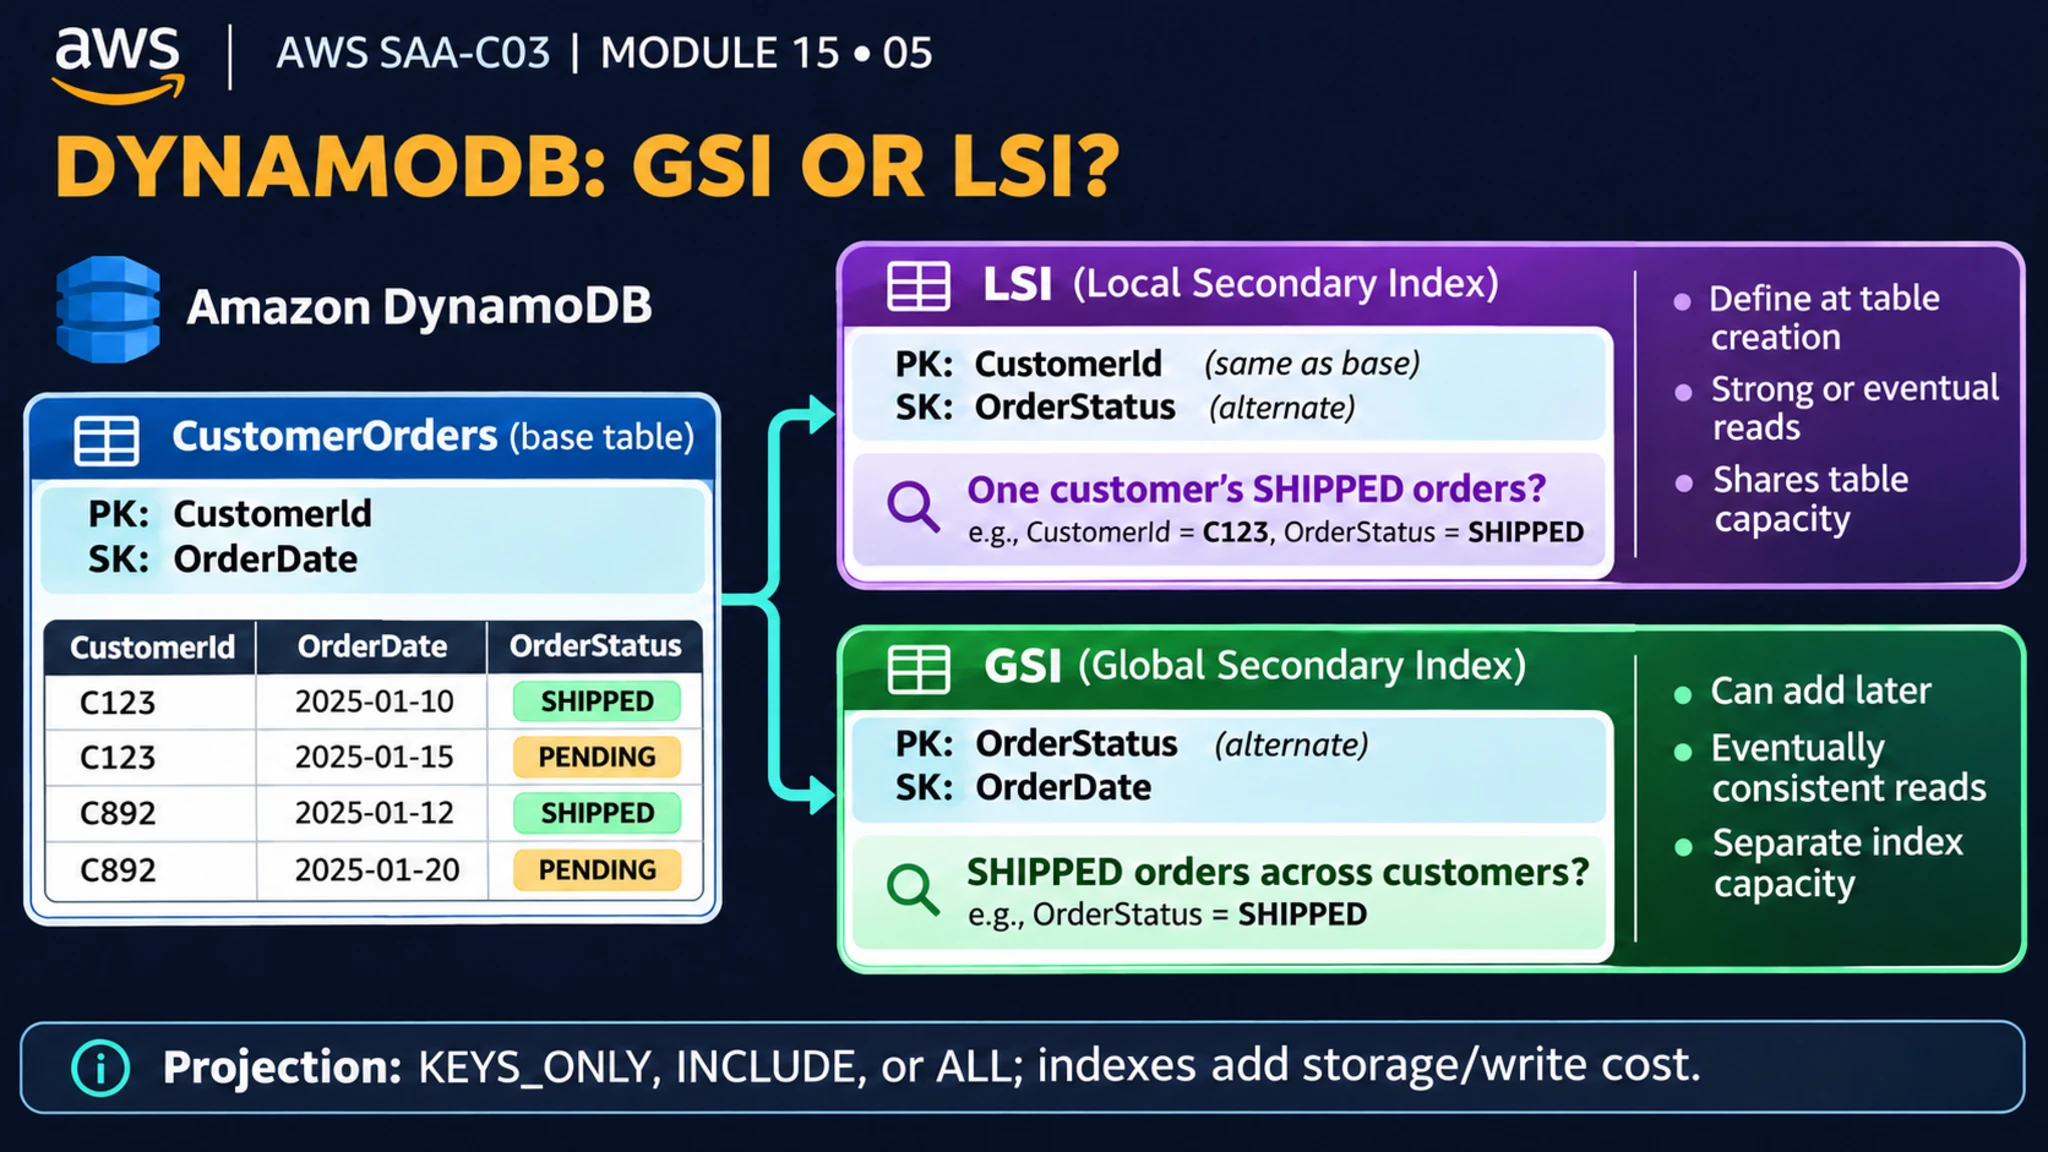 aws
AWS SAA-C03 | MODULE 15 • 05
DYNAMODB: GSI OR LSI?
Amazon DynamoDB
CustomerOrders (base table)
PK: CustomerId
SK: OrderDate
CustomerId OrderDate OrderStatus
C123 2025-01-10 SHIPPED
C123 2025-01-15 PENDING
C892 2025-01-12 SHIPPED
C892 2025-01-20 PENDING
LSI (Local Secondary Index)
PK: CustomerId (same as base)
SK: OrderStatus (alternate)
One customer's SHIPPED orders?
e.g., CustomerId = C123, OrderStatus = SHIPPED
• Define at table
creation
• Strong or eventual
reads
• Shares table
capacity
GSI (Global Secondary Index)
PK: OrderStatus (alternate)
SK: OrderDate
SHIPPED orders across customers?
e.g., OrderStatus = SHIPPED
• Can add later
• Eventually
consistent reads
• Separate index
capacity
Projection: KEYS_ONLY, INCLUDE, or ALL; indexes add storage/write cost.